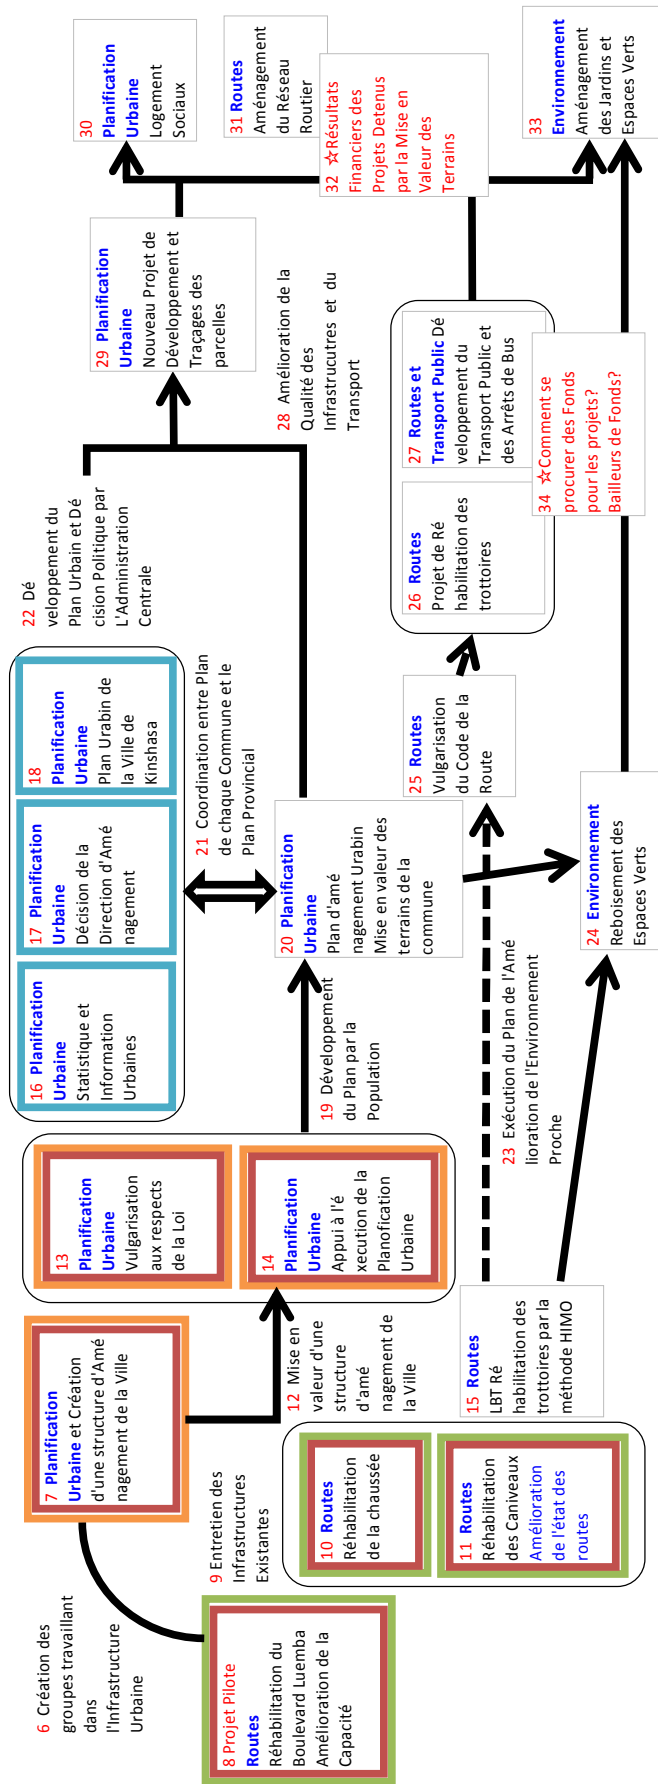 6 Création des
groupes travaillant
dans
l'Infrastructure
Urbaine
7 Planification
Urbaine et Création
d'une structure d'Amé
nagement de la Ville
8 Projet Pilote
Routes
Réhabilitation du
Boulevard Luemba
Amélioration de la
Capacité
9 Entretien des
Infrastructures
Existantes
10 Routes
Réhabilitation
de la chaussée
11 Routes
Réhabilitation
des Caniveaux
Amélioration
de l'état des
routes
12 Mise en
valeur d'une
structure
d'amé
nagement de
la Ville
13
Planification
Urbaine
Vulgarisation
aux respects
de la Loi
14
Planification
Urbaine
Appui à l'é
xecution de la
Planofication
Urbaine
15 Routes
LBT Ré
habilitation des
trottoires par la
méthode HIMO
16 Planification
Urbaine
Statistique et
Information
Urbaines
17 Planification
Urbaine
Décision de la
Direction d'Amé
nagement
18
Planification
Urbaine
Plan Urabin de
la Ville de
Kinshasa
19 Développement
du Plan par la
Population
20 Planification
Urbaine
Plan d'amé
nagement Urabin
Mise en valeur des
terrains de la
commune
21 Coordination entre Plan
de chaque Commune et le
Plan Provincial
22 Dé
veloppement du
Plan Urbain et Dé
cision Politique par
L'Administration
Centrale
23 Exécution du Plan de l'Amé
lioration de l'Environnement
Proche
24 Environnement
Reboisement des
Espaces Verts
25 Routes
Vulgarisation
du Code de la
Route
26 Routes
Projet de Ré
habilitation des
trottoires
27 Routes et
Transport Public Dé
veloppement du
Transport Public et
des Arrêts de Bus
28 Amélioration de la
Qualité des
Infrastrucutres et du
Transport
29 Planification
Urbaine
Nouveau Projet de
Développement et
Traçages des
parcelles
30
Planification
Urbaine
Logement
Sociaux
31 Routes
Aménagement
du Réseau
Routier
32 ☆Résultats
Financiers des
Projets Detenus
par la Mise en
Valeur des
Terrains
33
Environnement
Aménagement
des Jardins et
Espaces Verts
34 ☆Comment se
procurer des Fonds
pour les projets?
Bailleurs de Fonds?